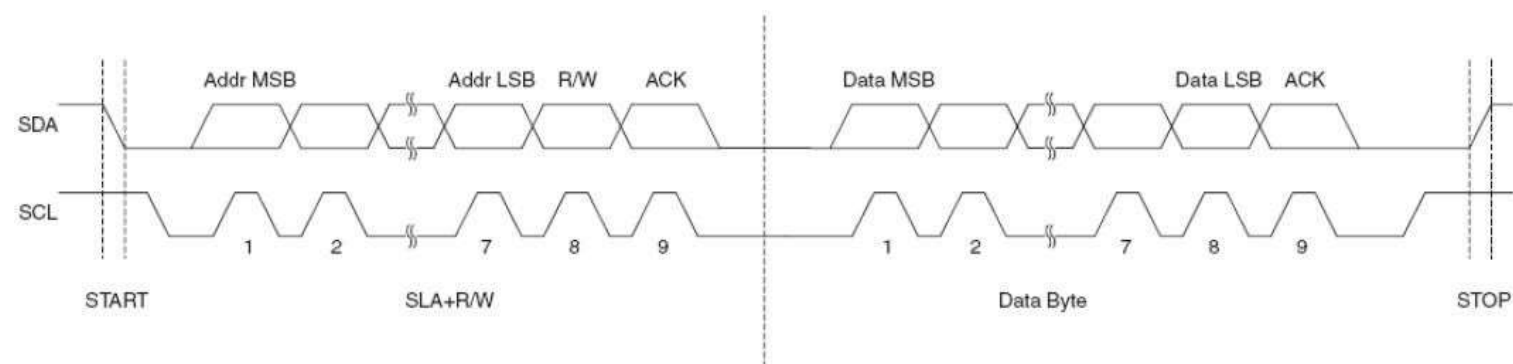 Addr MSB Addr LSB R/W ACK Data MSB Data LSB ACK
SDA
SCL
1 2 7 8 9 1 2 7 8 9
START SLA+R/W Data Byte STOP